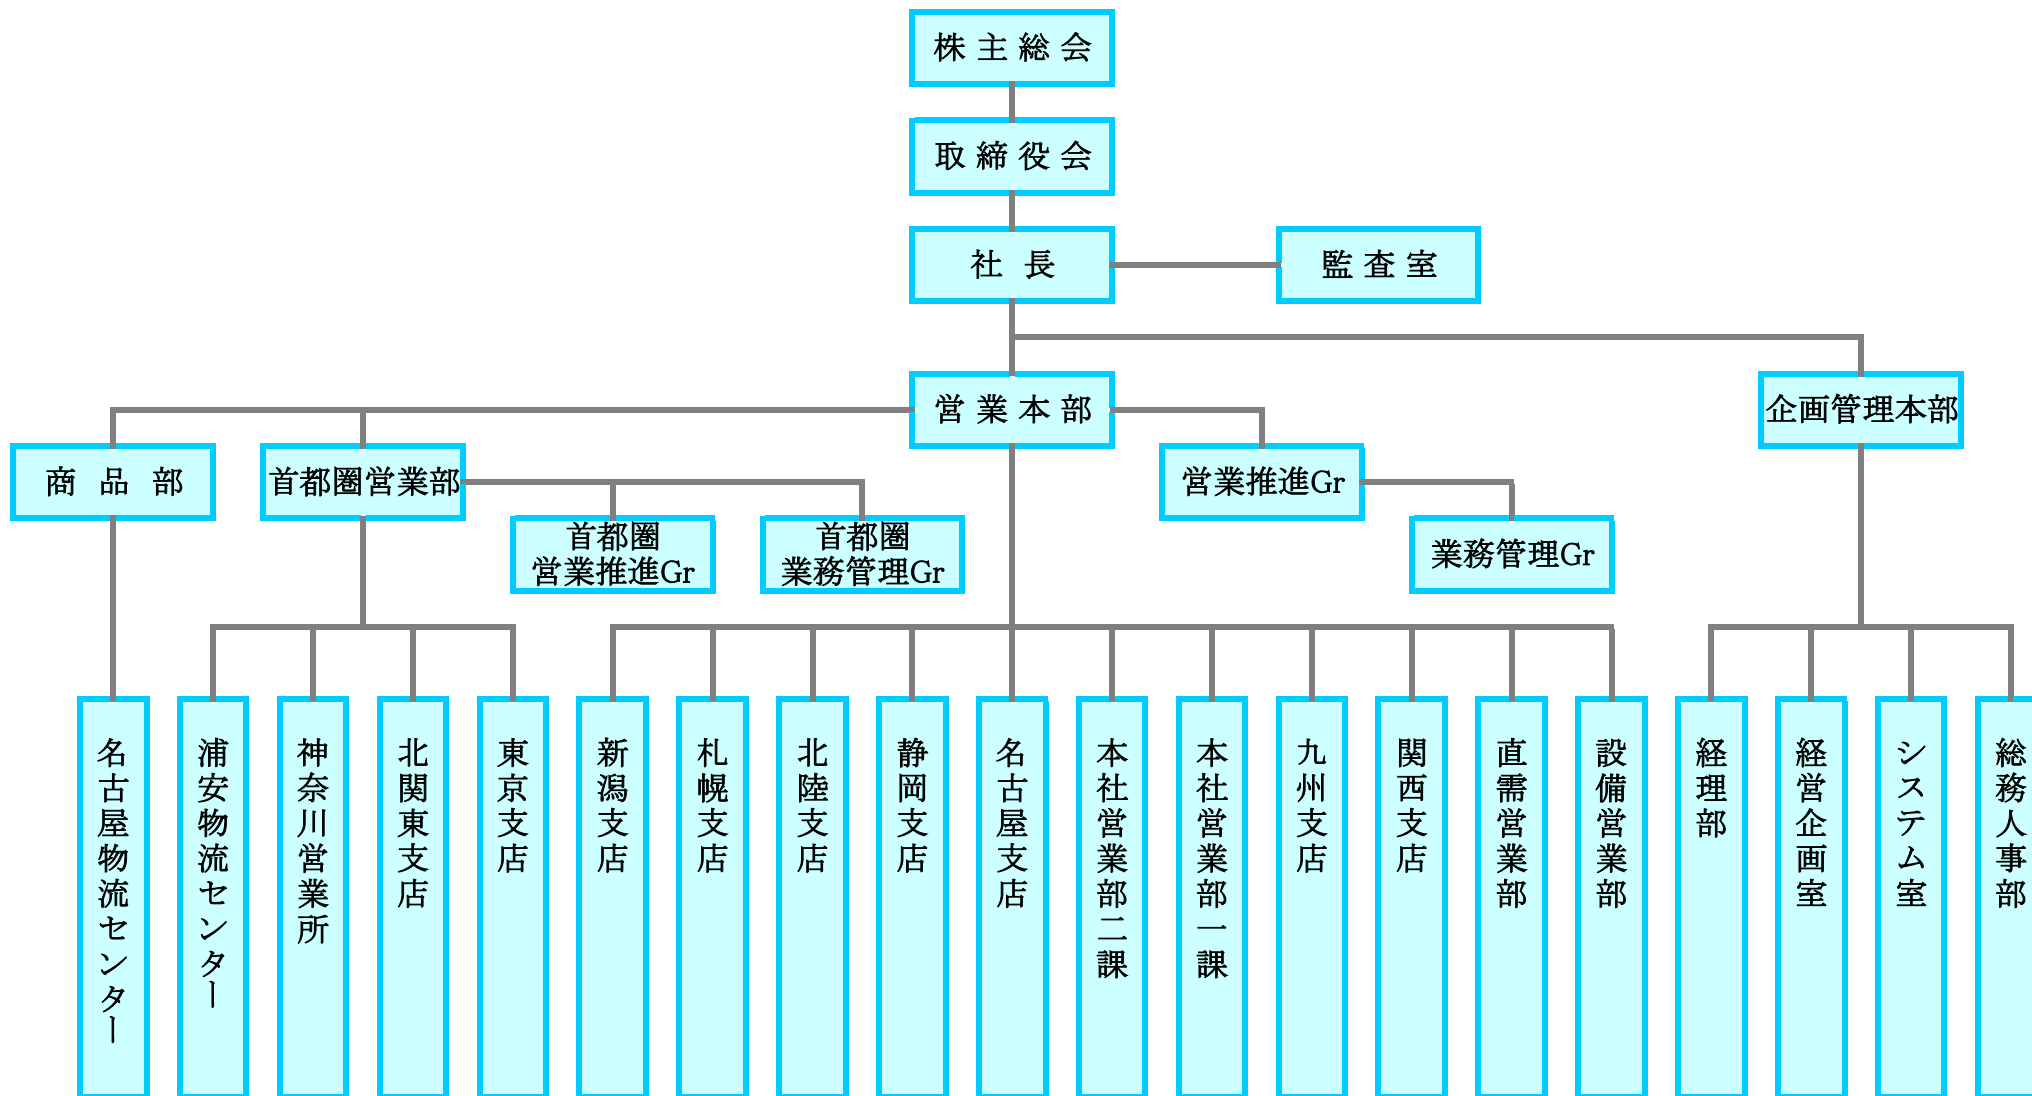 株主総会
取締役会
社長
監査室
営業本部
企画管理本部
商品部
首都圏営業部
営業推進Gr
首都圏
営業推進Gr
首都圏
業務管理Gr
業務管理Gr
名古屋物流センター
浦安物流センター
神奈川営業所
北関東支店
東京支店
新潟支店
札幌支店
北陸支店
静岡支店
名古屋支店
本社営業部二課
本社営業部一課
九州支店
関西支店
直需営業部
設備営業部
経理部
経営企画室
システム室
総務人事部